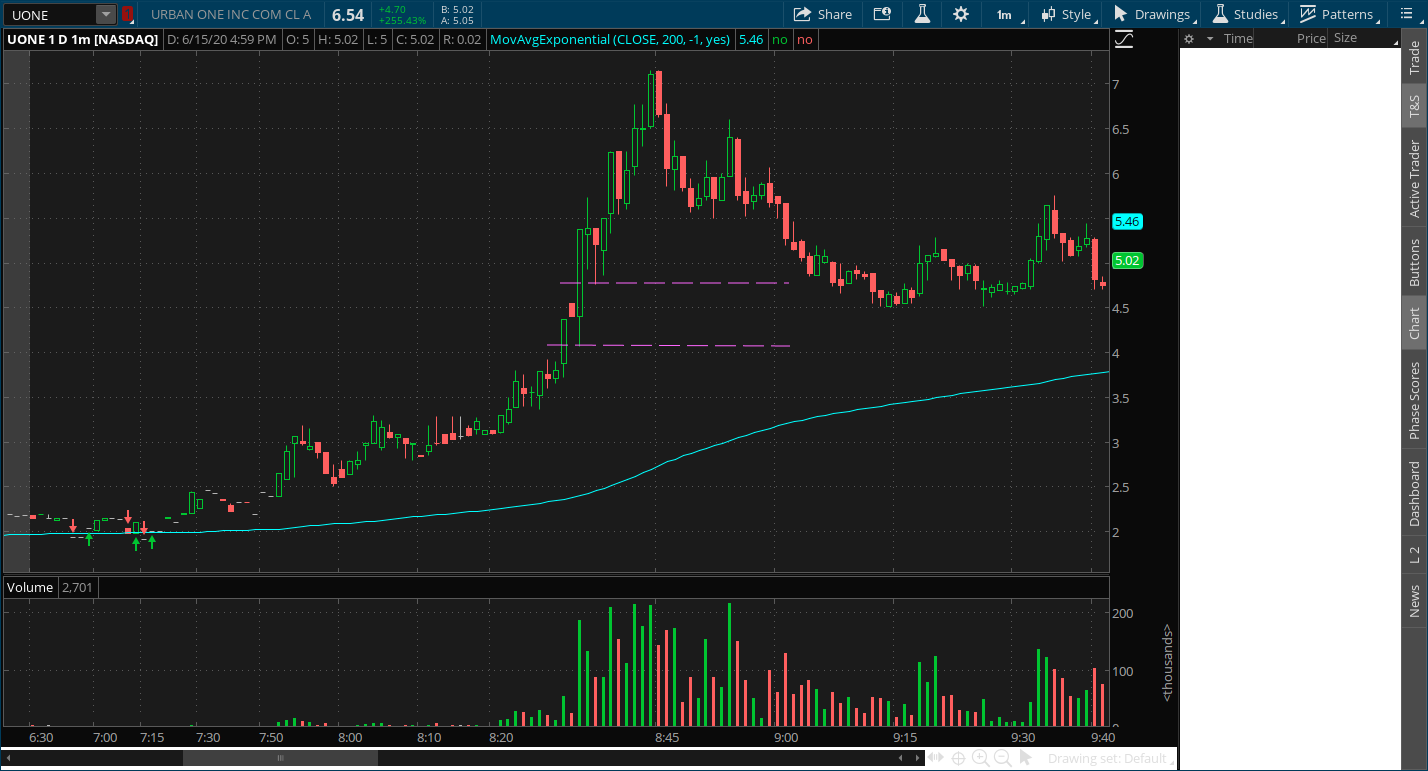 UONE 1 URBAN ONE INC COM CL A 6.54 +4.70 B: 5.02 Share 1m Style Drawings Studies Patterns
+255.43% A: 5.05
UONE 1 D 1m [NASDAQ] D: 6/15/20 4:59 PM O: 5 H: 5.02 L: 5 C: 5.02 R: 0.02 MovAvgExponential (CLOSE, 200, -1, yes) 5.46 no no
Time Price Size
7
6.5
6
5.46
5.02
4.5
4
3.5
3
2.5
2
Volume 2,701
200
100
0
<thousands>
6:30 7:00 7:15 7:30 7:50 8:00 8:10 8:20 8:45 9:00 9:15 9:30 9:40
Drawing set: Default
Trade
T&S
Active Trader
Buttons
Chart
Phase Scores
Dashboard
L 2
News